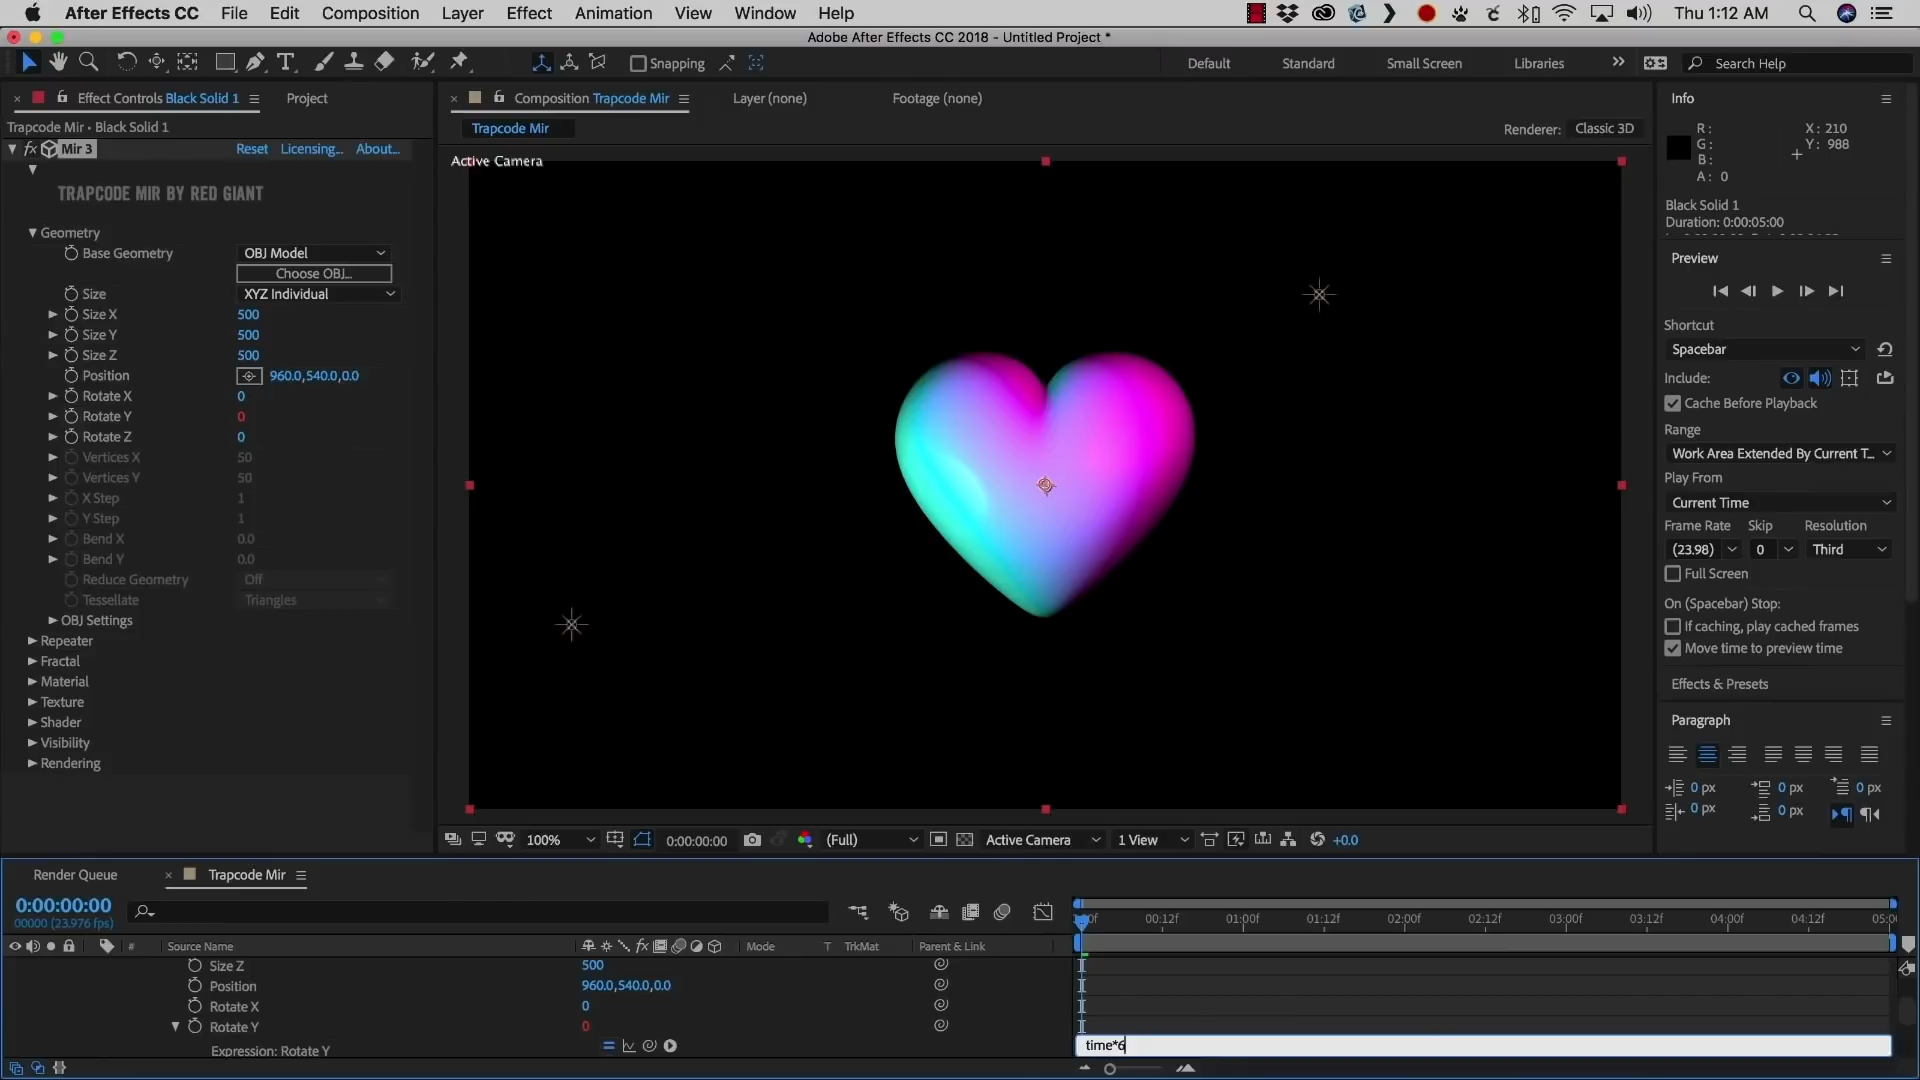 After Effects CC File Edit Composition Layer Effect Animation View Window Help Thu 1:12 AM
Adobe After Effects CC 2018 - Untitled Project *
Snapping Default Standard Small Screen Libraries Search Help
Effect Controls Black Solid 1 Project
Trapcode Mir • Black Solid 1
fx Mir 3 Reset Licensing... About...
TRAPCODE MIR BY RED GIANT
Geometry
Base Geometry OBJ Model
Choose OBJ...
Size XYZ Individual
Size X 500
Size Y 500
Size Z 500
Position 960.0,540.0,0.0
Rotate X 0
Rotate Y 0
Rotate Z 0
Vertices X 50
Vertices Y 50
X Step 1
Y Step 1
Bend X 0.0
Bend Y 0.0
Reduce Geometry Off
Tessellate Triangles
OBJ Settings
Repeater
Fractal
Material
Texture
Shader
Visibility
Rendering
Composition Trapcode Mir Layer (none) Footage (none)
Trapcode Mir Renderer: Classic 3D
Active Camera
100% 0:00:00:00 (Full) Active Camera 1 View +0.0
Info
R: X: 210
G: Y: 988
B:
A: 0
Black Solid 1
Duration: 0:00:05:00
Preview
Shortcut
Spacebar
Include:
Cache Before Playback
Range
Work Area Extended By Current T...
Play From
Current Time
Frame Rate Skip Resolution
(23.98) 0 Third
Full Screen
On (Spacebar) Stop:
If caching, play cached frames
Move time to preview time
Effects & Presets
Paragraph
0 px 0 px 0 px
0 px 0 px
Render Queue Trapcode Mir
0:00:00:00
00000 (23.976 fps)
00f 00:12f 01:00f 01:12f 02:00f 02:12f 03:00f 03:12f 04:00f 04:12f 05:00
# Source Name fx Mode T TrkMat Parent & Link
Size Z 500
Position 960.0,540.0,0.0
Rotate X 0
Rotate Y 0
Expression: Rotate Y time*6